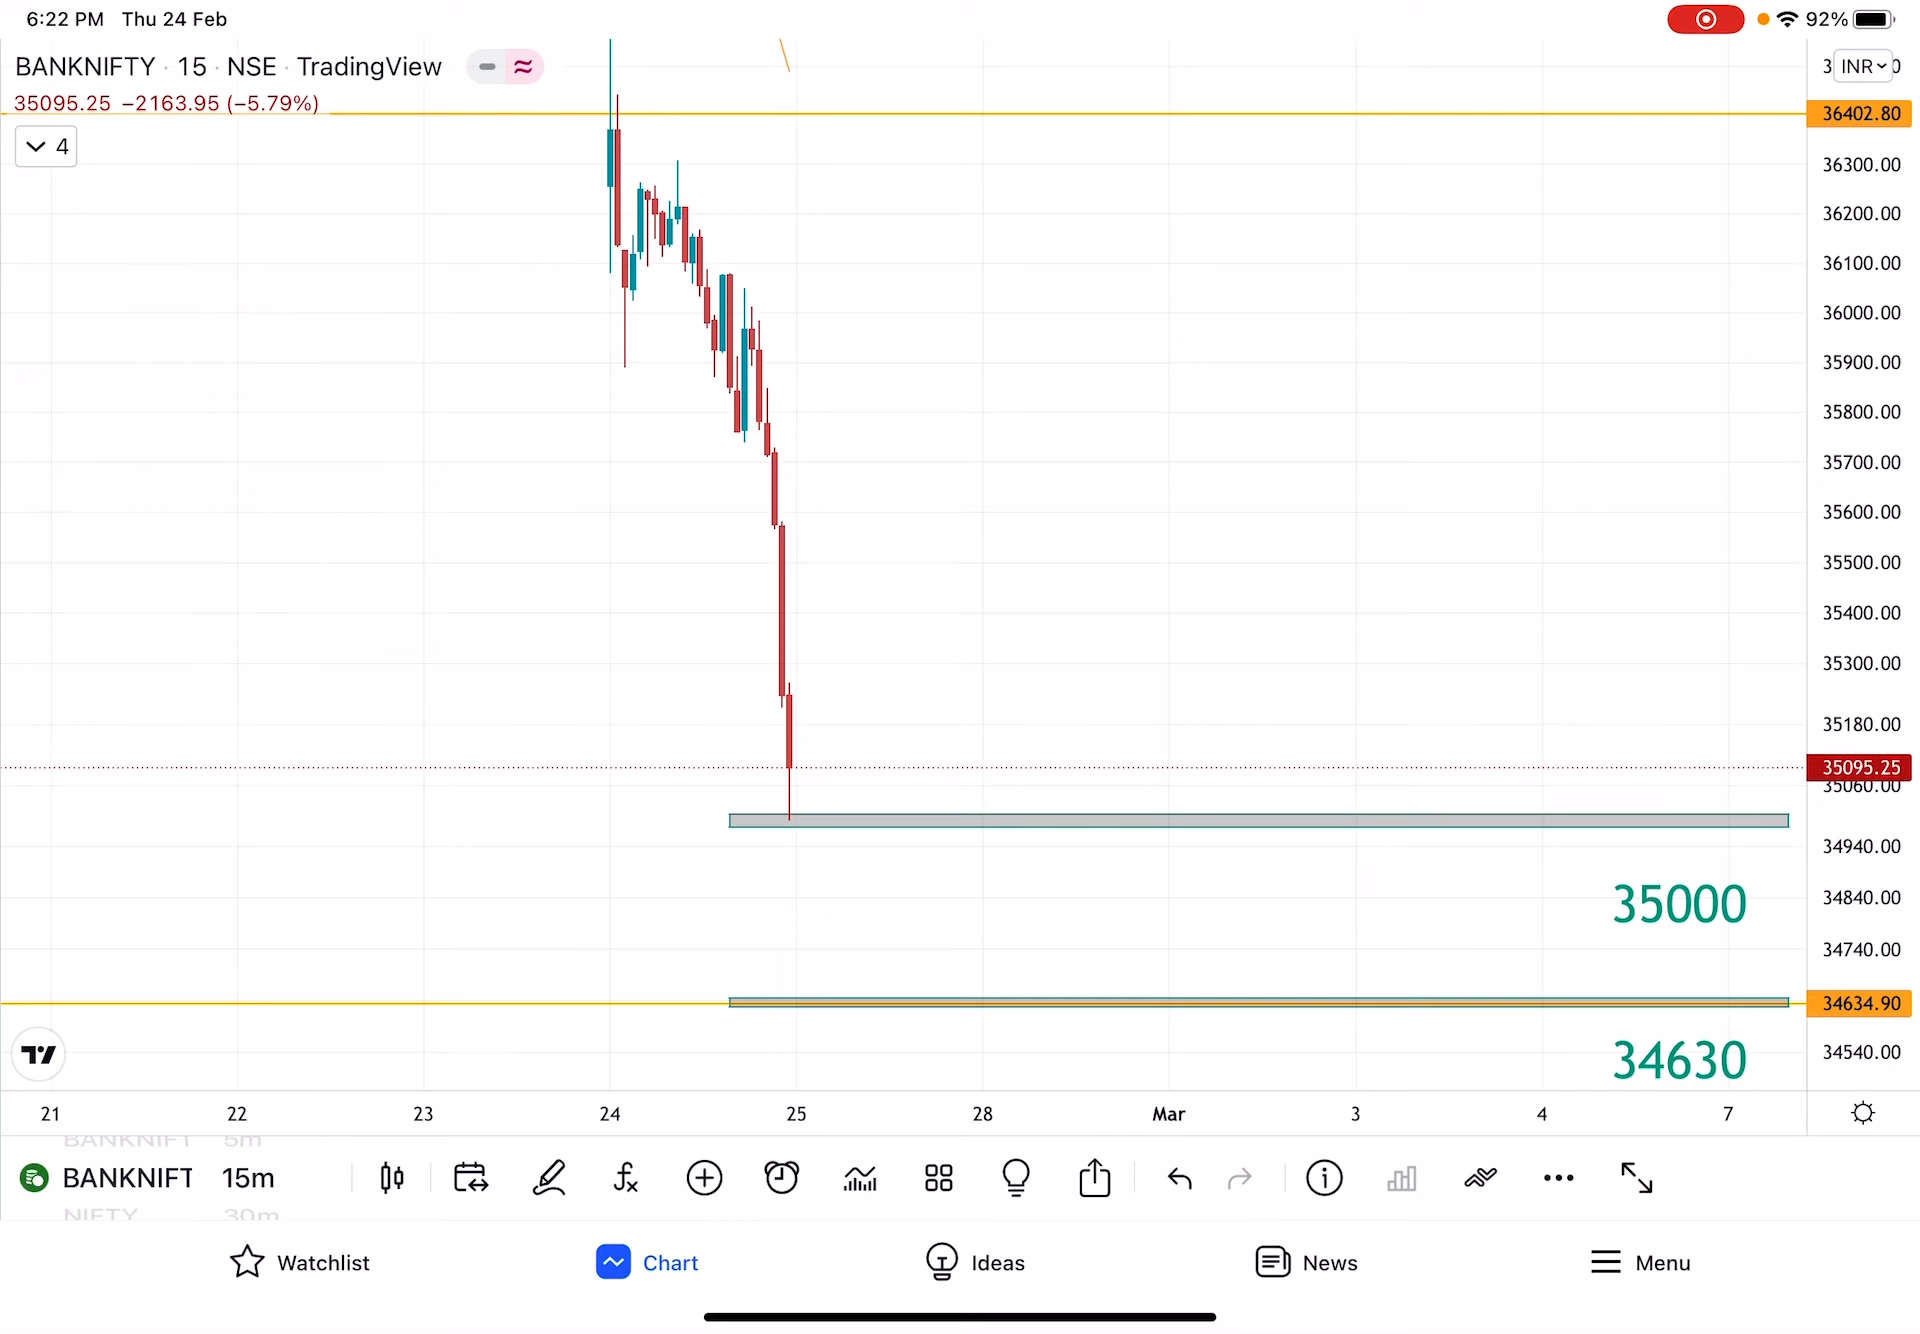 6:22 PM Thu 24 Feb
92%
BANKNIFTY · 15 · NSE · TradingView
INR
35095.25 −2163.95 (−5.79%)
4
36402.80
36300.00
36200.00
36100.00
36000.00
35900.00
35800.00
35700.00
35600.00
35500.00
35400.00
35300.00
35180.00
35095.25
35060.00
34940.00
34840.00
35000
34740.00
34634.90
34540.00
34630
21 22 23 24 25 28 Mar 3 4 7
BANKNIFT 5m
BANKNIFT 15m
NIFTY 30m
Watchlist Chart Ideas News Menu